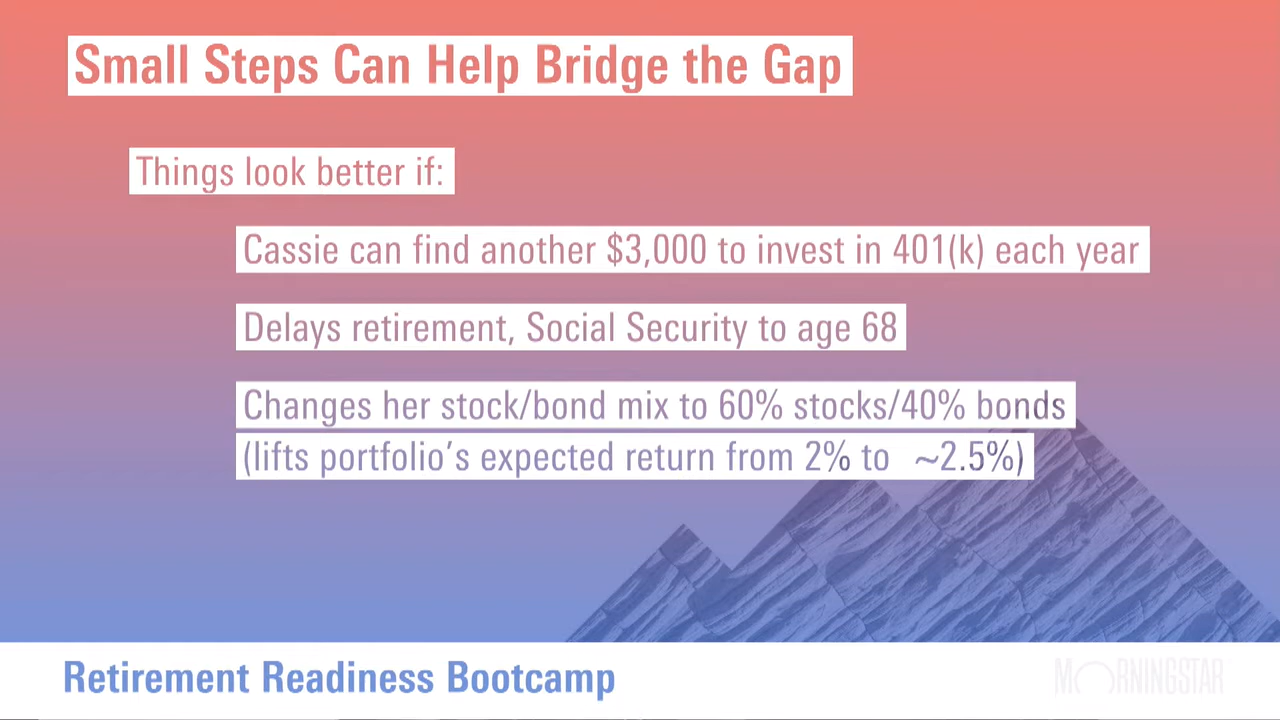 Small Steps Can Help Bridge the Gap
Things look better if:
Cassie can find another $3,000 to invest in 401(k) each year
Delays retirement, Social Security to age 68
Changes her stock/bond mix to 60% stocks/40% bonds
(lifts portfolio’s expected return from 2% to ~2.5%)
Retirement Readiness Bootcamp
MORNINGSTAR